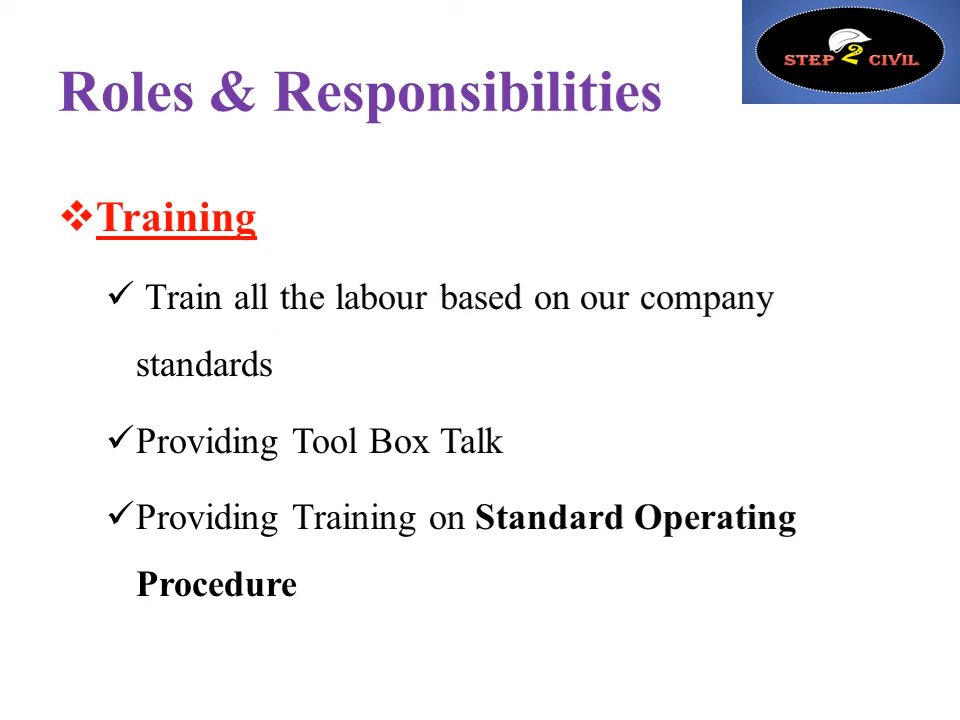 STEP 2 CIVIL
Roles & Responsibilities
Training
Train all the labour based on our company
standards
Providing Tool Box Talk
Providing Training on Standard Operating
Procedure